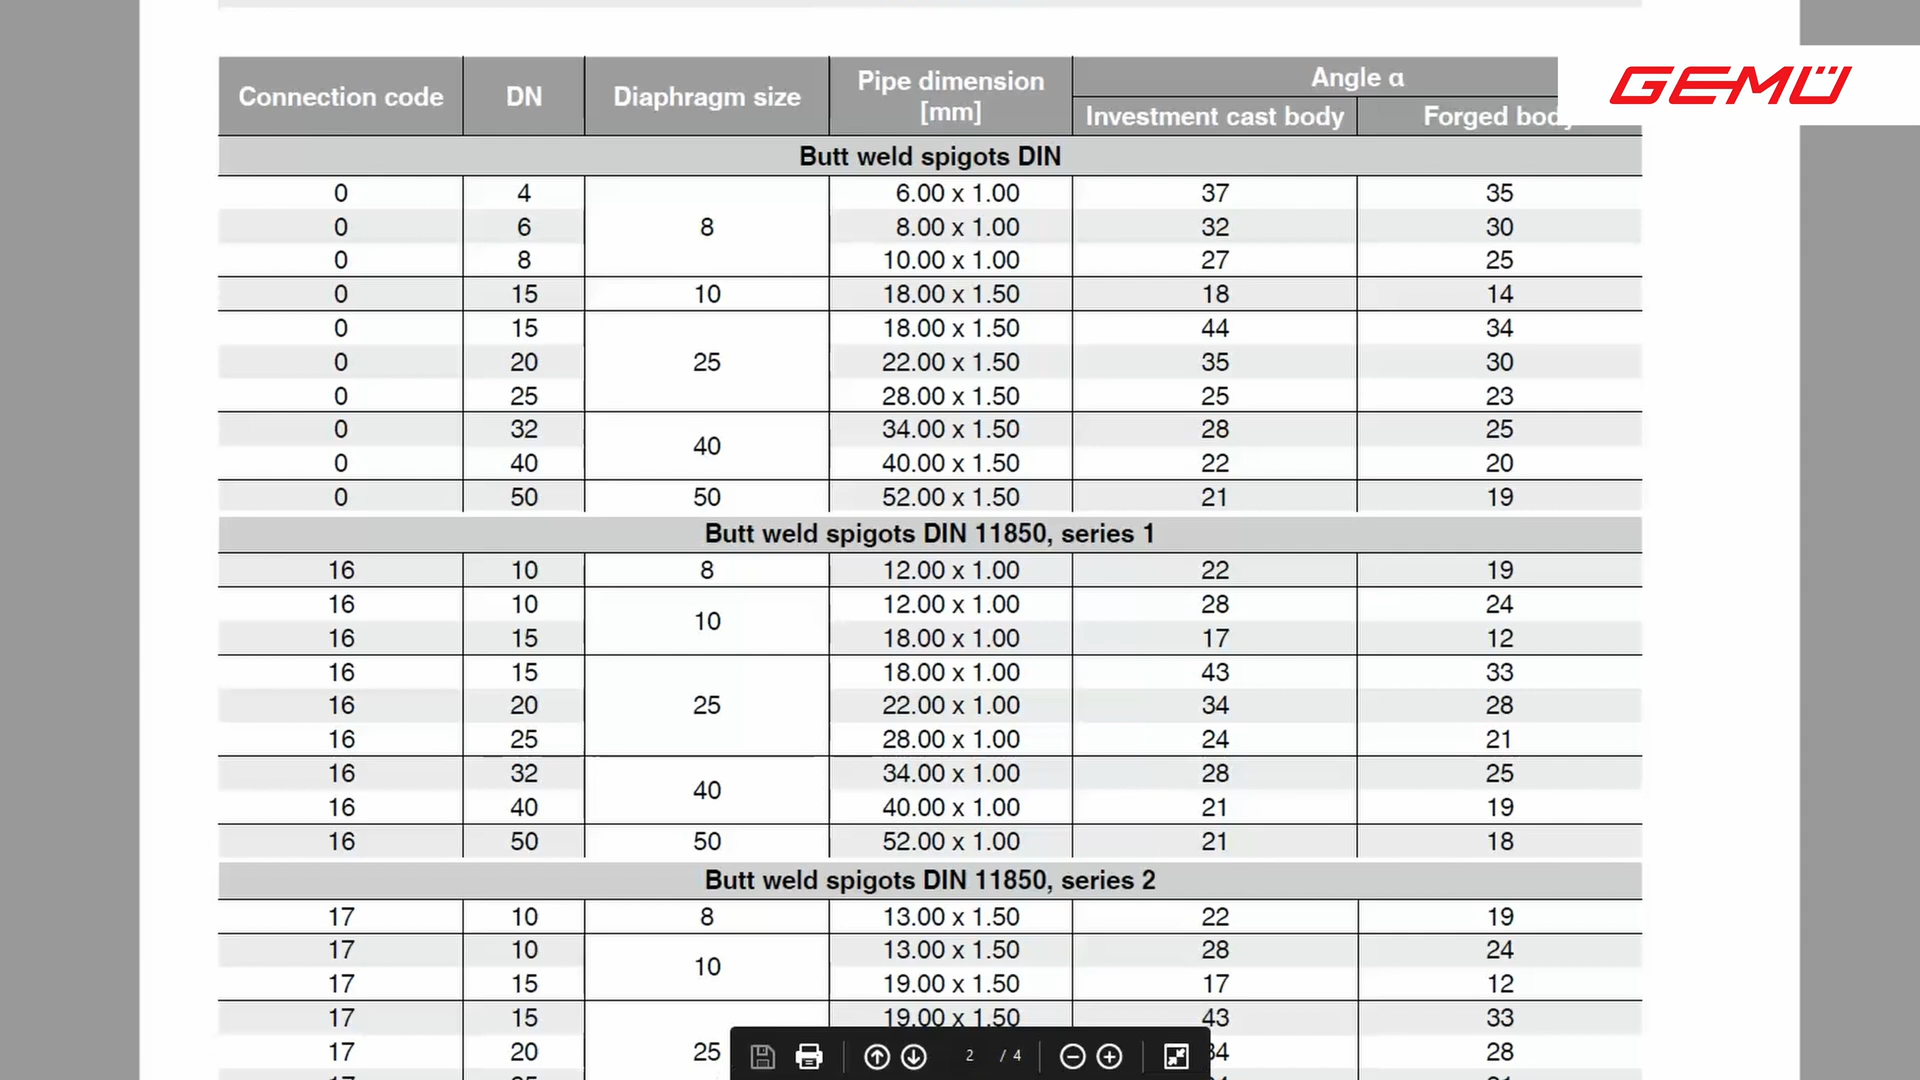 GEMÜ
Connection code DN Diaphragm size Pipe dimension [mm] Angle α
Investment cast body Forged body
Butt weld spigots DIN
0 4 8 6.00 x 1.00 37 35
0 6 8.00 x 1.00 32 30
0 8 10.00 x 1.00 27 25
0 15 10 18.00 x 1.50 18 14
0 15 25 18.00 x 1.50 44 34
0 20 22.00 x 1.50 35 30
0 25 28.00 x 1.50 25 23
0 32 40 34.00 x 1.50 28 25
0 40 40.00 x 1.50 22 20
0 50 50 52.00 x 1.50 21 19
Butt weld spigots DIN 11850, series 1
16 10 8 12.00 x 1.00 22 19
16 10 10 12.00 x 1.00 28 24
16 15 18.00 x 1.00 17 12
16 15 25 18.00 x 1.00 43 33
16 20 22.00 x 1.00 34 28
16 25 28.00 x 1.00 24 21
16 32 40 34.00 x 1.00 28 25
16 40 40.00 x 1.00 21 19
16 50 50 52.00 x 1.00 21 18
Butt weld spigots DIN 11850, series 2
17 10 8 13.00 x 1.50 22 19
17 10 10 13.00 x 1.50 28 24
17 15 19.00 x 1.50 17 12
17 15 19.00 x 1.50 43 33
17 20 25 34 28
2 / 4